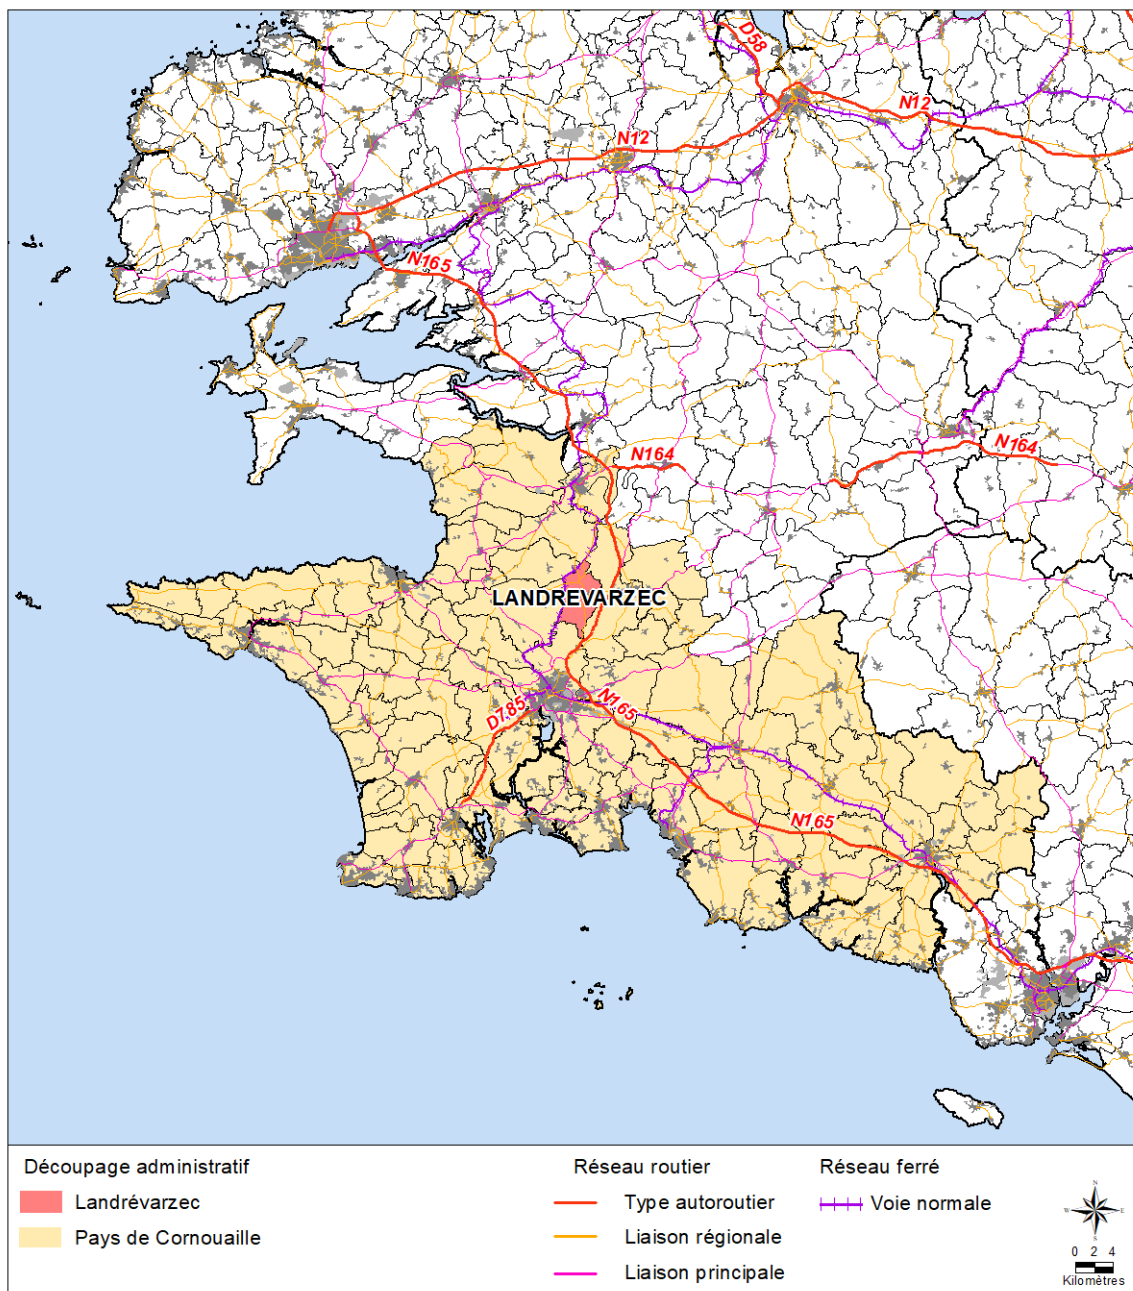 D58
N12
N12
N165
N164
N164
LANDREVARZEC
D785
N165
N165
Découpage administratif
Landrévarzec
Pays de Cornouaille
Réseau routier
Type autoroutier
Liaison régionale
Liaison principale
Réseau ferré
Voie normale
N
W E
S
0 2 4
Kilomètres